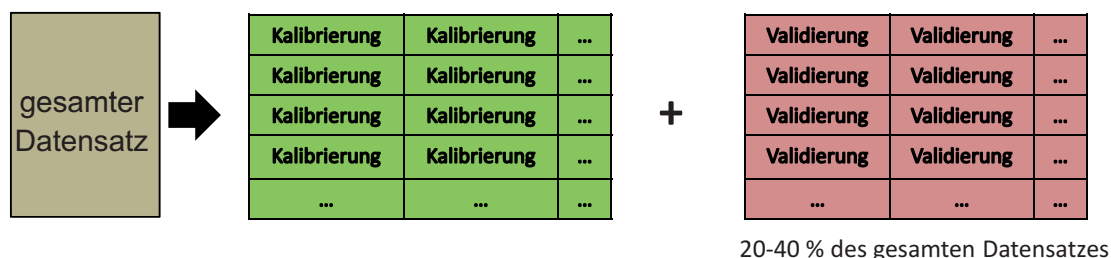 gesamter
Datensatz
Kalibrierung Kalibrierung ...
Kalibrierung Kalibrierung ...
Kalibrierung Kalibrierung ...
Kalibrierung Kalibrierung ...
... ... ...
+
Validierung Validierung ...
Validierung Validierung ...
Validierung Validierung ...
Validierung Validierung ...
... ... ...
20-40 % des gesamten Datensatzes